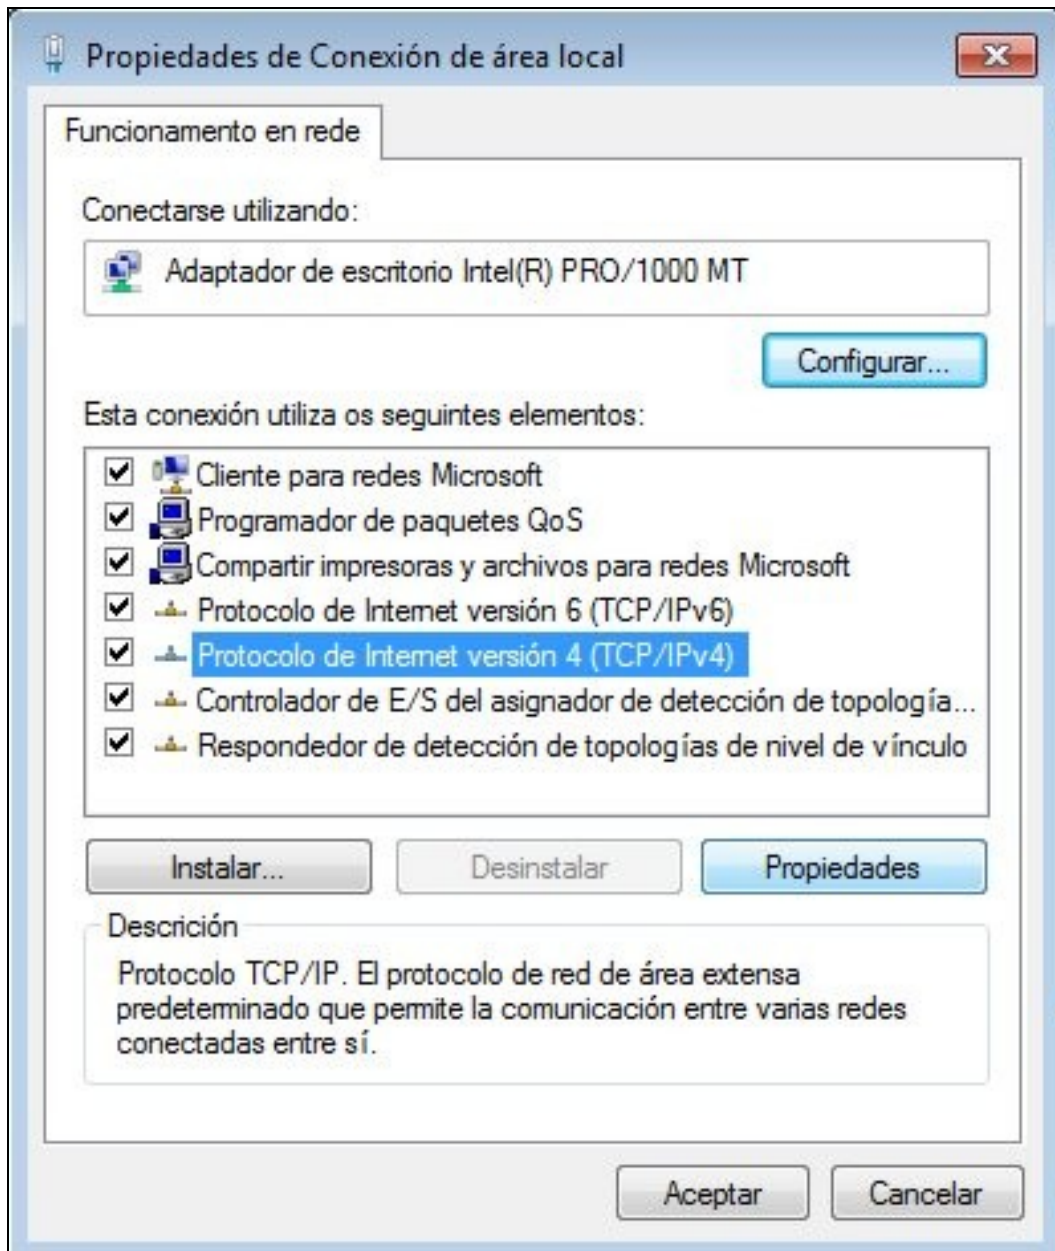 Propiedades de Conexión de área local
Funcionamento en rede
Conectarse utilizando:
Adaptador de escritorio Intel(R) PRO/1000 MT
Configurar...
Esta conexión utiliza os seguintes elementos:
Cliente para redes Microsoft
Programador de paquetes QoS
Compartir impresoras y archivos para redes Microsoft
Protocolo de Internet versión 6 (TCP/IPv6)
Protocolo de Internet versión 4 (TCP/IPv4)
Controlador de E/S del asignador de detección de topología...
Respondedor de detección de topologías de nivel de vínculo
Instalar...
Desinstalar
Propiedades
Descrición
Protocolo TCP/IP. El protocolo de red de área extensa
predeterminado que permite la comunicación entre varias redes
conectadas entre sí.
Aceptar
Cancelar